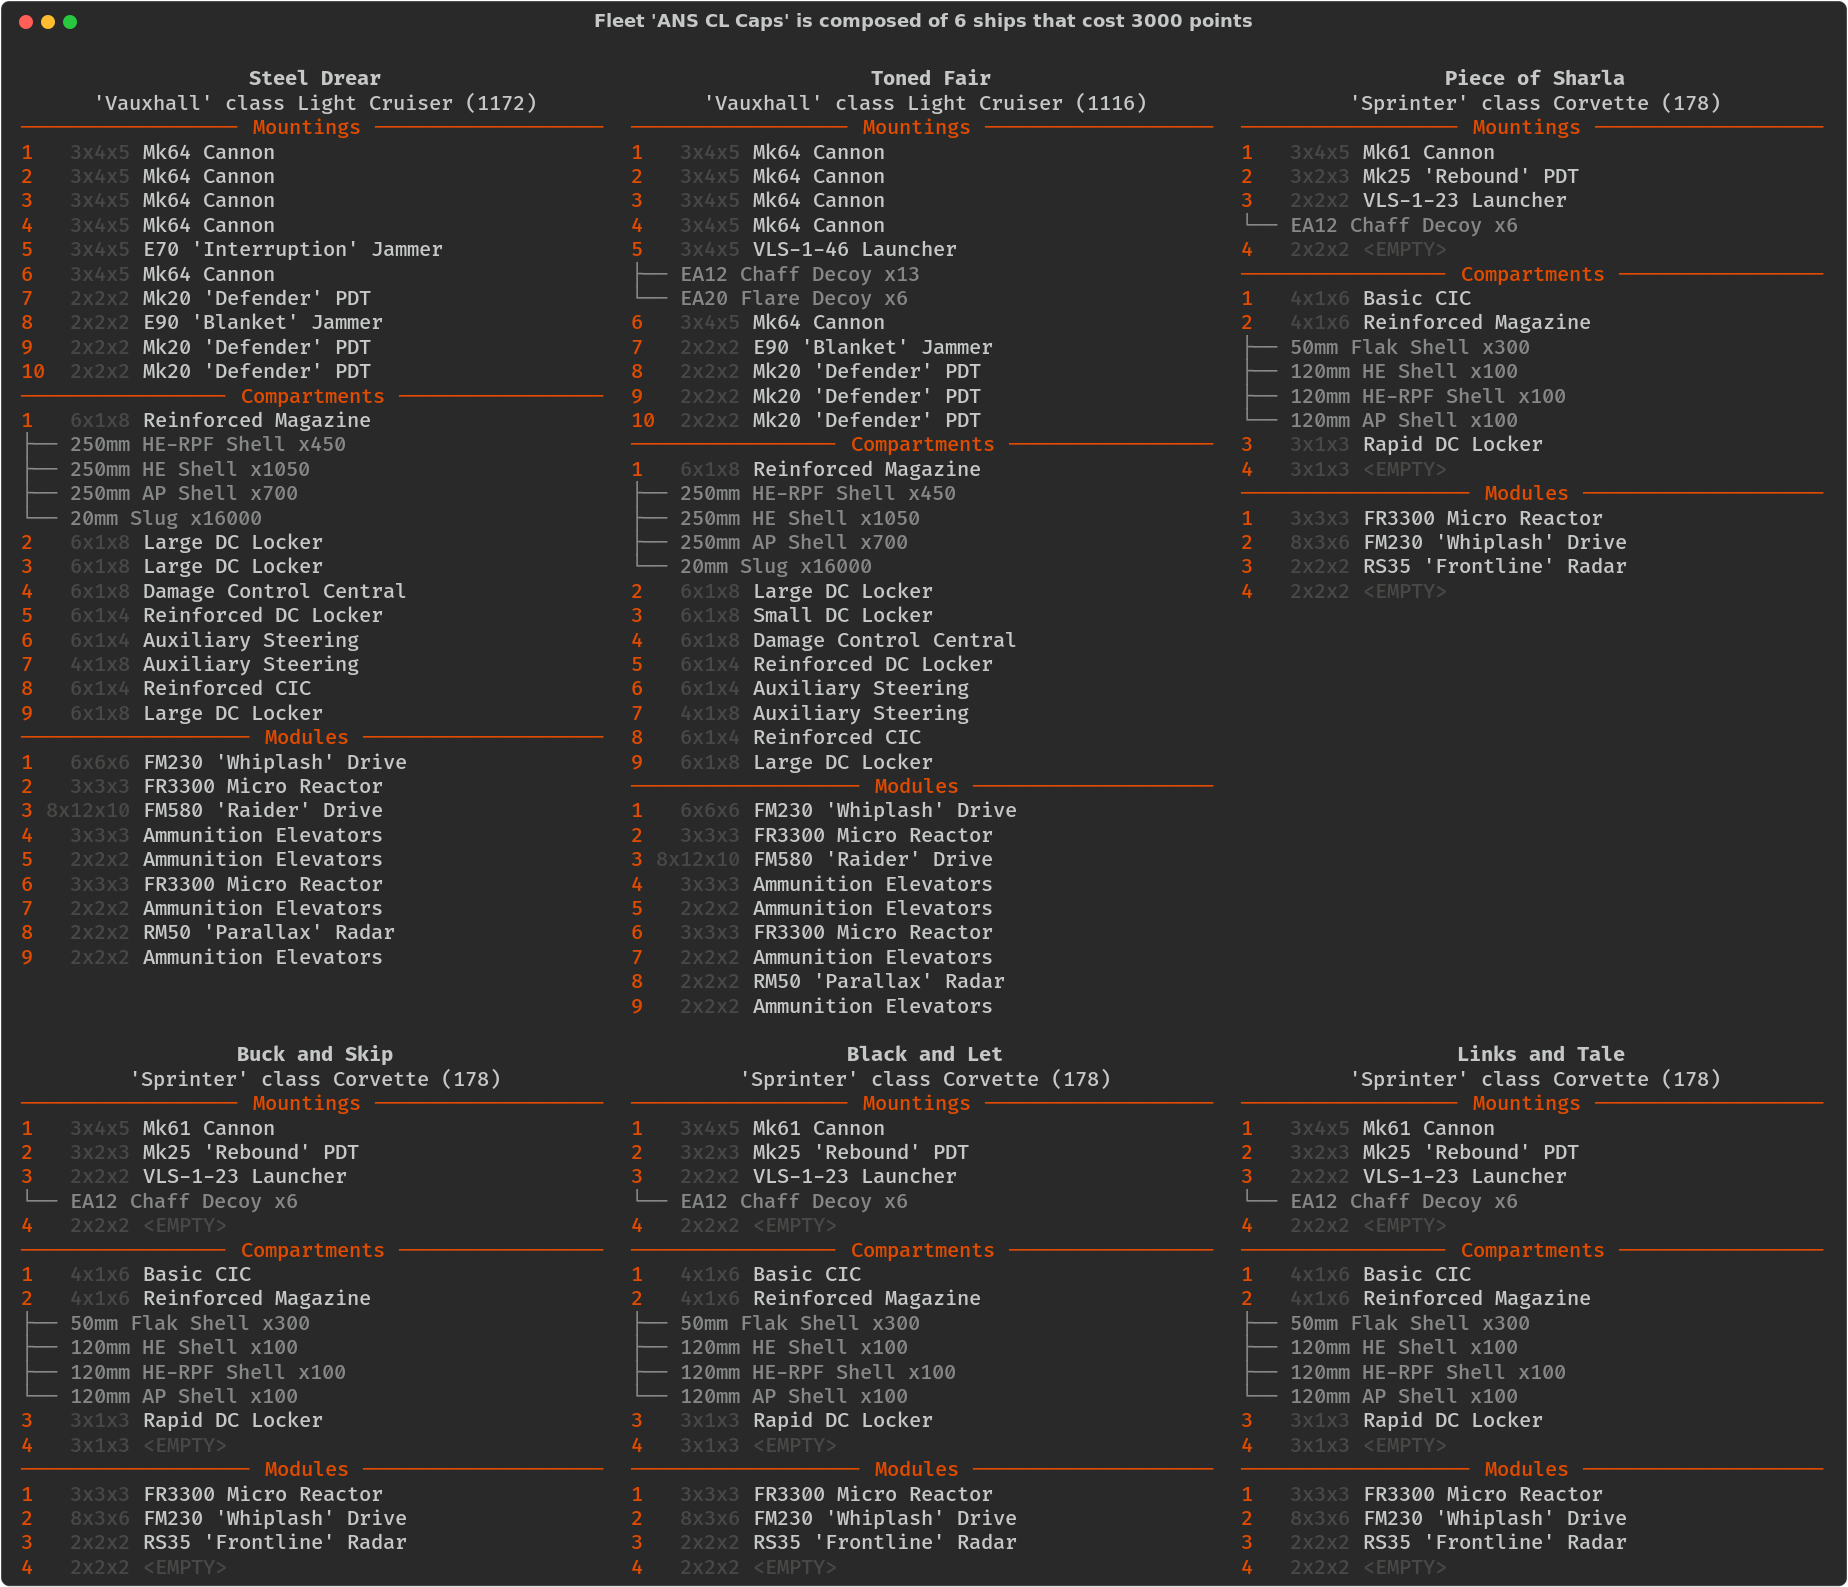 Fleet 'ANS CL Caps' is composed of 6 ships that cost 3000 points
Steel Drear
'Vauxhall' class Light Cruiser (1172)
Mountings
1 3x4x5 Mk64 Cannon
2 3x4x5 Mk64 Cannon
3 3x4x5 Mk64 Cannon
4 3x4x5 Mk64 Cannon
5 3x4x5 E70 'Interruption' Jammer
6 3x4x5 Mk64 Cannon
7 2x2x2 Mk20 'Defender' PDT
8 2x2x2 E90 'Blanket' Jammer
9 2x2x2 Mk20 'Defender' PDT
10 2x2x2 Mk20 'Defender' PDT
Compartments
1 6x1x8 Reinforced Magazine
250mm HE-RPF Shell x450
250mm HE Shell x1050
250mm AP Shell x700
20mm Slug x16000
2 6x1x8 Large DC Locker
3 6x1x8 Large DC Locker
4 6x1x8 Damage Control Central
5 6x1x4 Reinforced DC Locker
6 6x1x4 Auxiliary Steering
7 4x1x8 Auxiliary Steering
8 6x1x4 Reinforced CIC
9 6x1x8 Large DC Locker
Modules
1 6x6x6 FM230 'Whiplash' Drive
2 3x3x3 FR3300 Micro Reactor
3 8x12x10 FM580 'Raider' Drive
4 3x3x3 Ammunition Elevators
5 2x2x2 Ammunition Elevators
6 3x3x3 FR3300 Micro Reactor
7 2x2x2 Ammunition Elevators
8 2x2x2 RM50 'Parallax' Radar
9 2x2x2 Ammunition Elevators
Toned Fair
'Vauxhall' class Light Cruiser (1116)
Mountings
1 3x4x5 Mk64 Cannon
2 3x4x5 Mk64 Cannon
3 3x4x5 Mk64 Cannon
4 3x4x5 Mk64 Cannon
5 3x4x5 VLS-1-46 Launcher
EA12 Chaff Decoy x13
EA20 Flare Decoy x6
6 3x4x5 Mk64 Cannon
7 2x2x2 E90 'Blanket' Jammer
8 2x2x2 Mk20 'Defender' PDT
9 2x2x2 Mk20 'Defender' PDT
10 2x2x2 Mk20 'Defender' PDT
Compartments
1 6x1x8 Reinforced Magazine
250mm HE-RPF Shell x450
250mm HE Shell x1050
250mm AP Shell x700
20mm Slug x16000
2 6x1x8 Large DC Locker
3 6x1x8 Small DC Locker
4 6x1x8 Damage Control Central
5 6x1x4 Reinforced DC Locker
6 6x1x4 Auxiliary Steering
7 4x1x8 Auxiliary Steering
8 6x1x4 Reinforced CIC
9 6x1x8 Large DC Locker
Modules
1 6x6x6 FM230 'Whiplash' Drive
2 3x3x3 FR3300 Micro Reactor
3 8x12x10 FM580 'Raider' Drive
4 3x3x3 Ammunition Elevators
5 2x2x2 Ammunition Elevators
6 3x3x3 FR3300 Micro Reactor
7 2x2x2 Ammunition Elevators
8 2x2x2 RM50 'Parallax' Radar
9 2x2x2 Ammunition Elevators
Piece of Sharla
'Sprinter' class Corvette (178)
Mountings
1 3x4x5 Mk61 Cannon
2 3x2x3 Mk25 'Rebound' PDT
3 2x2x2 VLS-1-23 Launcher
EA12 Chaff Decoy x6
4 2x2x2 <EMPTY>
Compartments
1 4x1x6 Basic CIC
2 4x1x6 Reinforced Magazine
50mm Flak Shell x300
120mm HE Shell x100
120mm HE-RPF Shell x100
120mm AP Shell x100
3 3x1x3 Rapid DC Locker
4 3x1x3 <EMPTY>
Modules
1 3x3x3 FR3300 Micro Reactor
2 8x3x6 FM230 'Whiplash' Drive
3 2x2x2 RS35 'Frontline' Radar
4 2x2x2 <EMPTY>
Buck and Skip
'Sprinter' class Corvette (178)
Mountings
1 3x4x5 Mk61 Cannon
2 3x2x3 Mk25 'Rebound' PDT
3 2x2x2 VLS-1-23 Launcher
EA12 Chaff Decoy x6
4 2x2x2 <EMPTY>
Compartments
1 4x1x6 Basic CIC
2 4x1x6 Reinforced Magazine
50mm Flak Shell x300
120mm HE Shell x100
120mm HE-RPF Shell x100
120mm AP Shell x100
3 3x1x3 Rapid DC Locker
4 3x1x3 <EMPTY>
Modules
1 3x3x3 FR3300 Micro Reactor
2 8x3x6 FM230 'Whiplash' Drive
3 2x2x2 RS35 'Frontline' Radar
4 2x2x2 <EMPTY>
Black and Let
'Sprinter' class Corvette (178)
Mountings
1 3x4x5 Mk61 Cannon
2 3x2x3 Mk25 'Rebound' PDT
3 2x2x2 VLS-1-23 Launcher
EA12 Chaff Decoy x6
4 2x2x2 <EMPTY>
Compartments
1 4x1x6 Basic CIC
2 4x1x6 Reinforced Magazine
50mm Flak Shell x300
120mm HE Shell x100
120mm HE-RPF Shell x100
120mm AP Shell x100
3 3x1x3 Rapid DC Locker
4 3x1x3 <EMPTY>
Modules
1 3x3x3 FR3300 Micro Reactor
2 8x3x6 FM230 'Whiplash' Drive
3 2x2x2 RS35 'Frontline' Radar
4 2x2x2 <EMPTY>
Links and Tale
'Sprinter' class Corvette (178)
Mountings
1 3x4x5 Mk61 Cannon
2 3x2x3 Mk25 'Rebound' PDT
3 2x2x2 VLS-1-23 Launcher
EA12 Chaff Decoy x6
4 2x2x2 <EMPTY>
Compartments
1 4x1x6 Basic CIC
2 4x1x6 Reinforced Magazine
50mm Flak Shell x300
120mm HE Shell x100
120mm HE-RPF Shell x100
120mm AP Shell x100
3 3x1x3 Rapid DC Locker
4 3x1x3 <EMPTY>
Modules
1 3x3x3 FR3300 Micro Reactor
2 8x3x6 FM230 'Whiplash' Drive
3 2x2x2 RS35 'Frontline' Radar
4 2x2x2 <EMPTY>